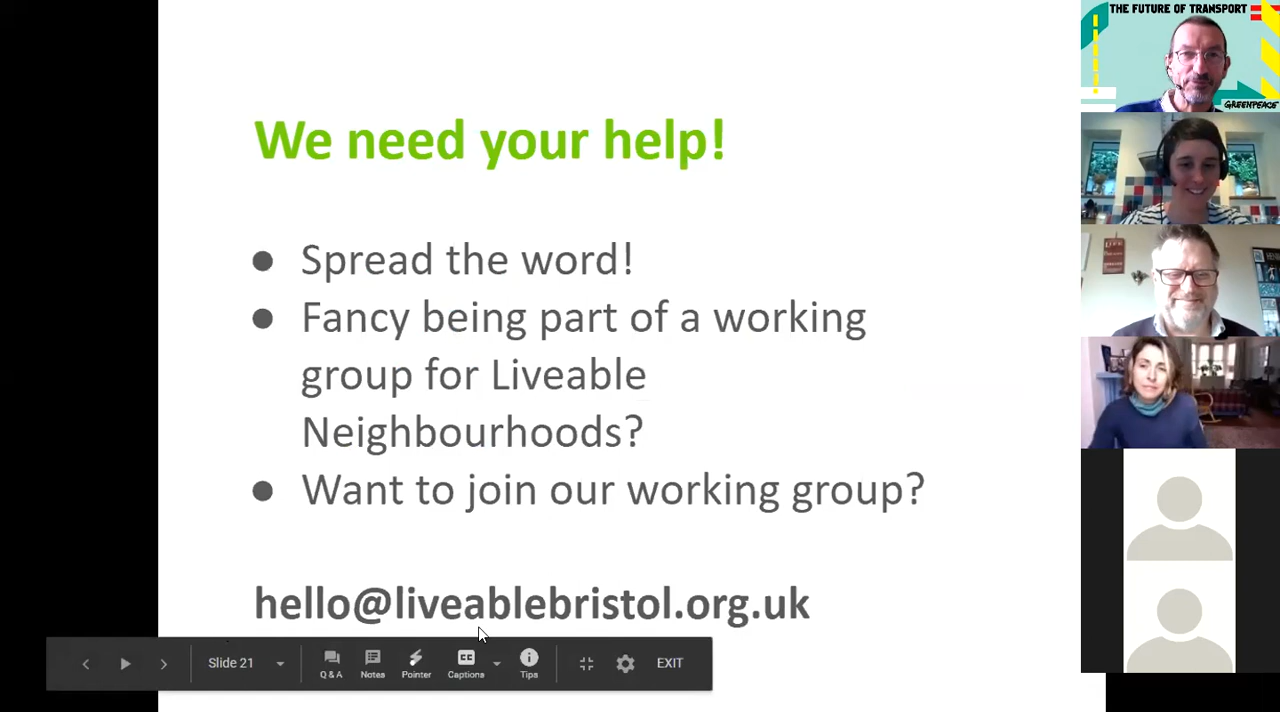 THE FUTURE OF TRANSPORT
GREENPEACE
We need your help!
● Spread the word!
● Fancy being part of a working
group for Liveable
Neighbourhoods?
● Want to join our working group?
hello@liveablebristol.org.uk
Slide 21
Q & A
Notes
Pointer
CC
Captions
Tips
EXIT